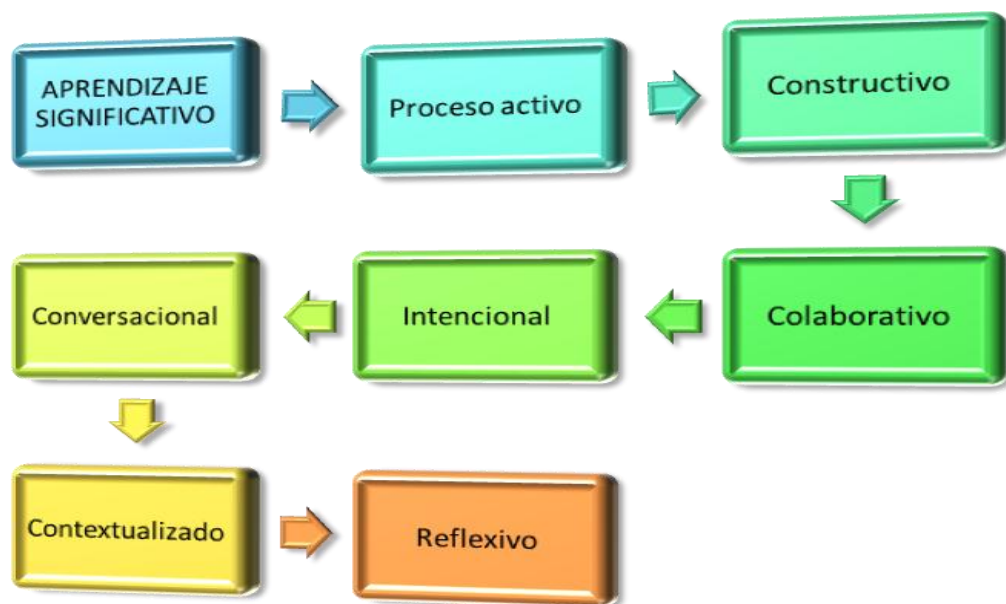 APRENDIZAJE
SIGNIFICATIVO
Proceso activo
Constructivo
Colaborativo
Intencional
Conversacional
Contextualizado
Reflexivo